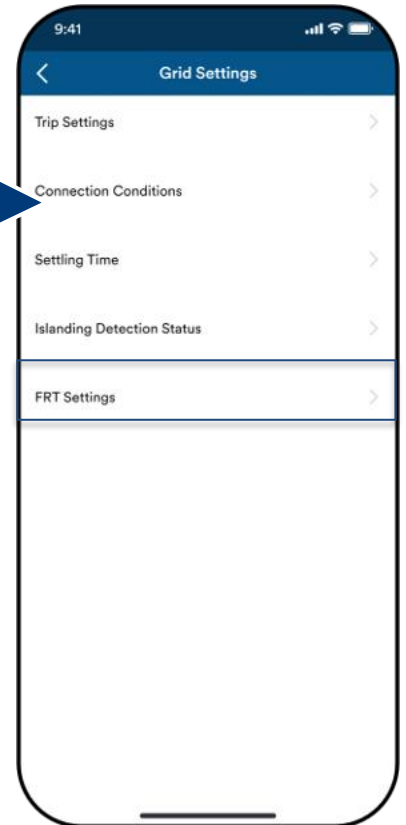 9:41
Grid Settings
Trip Settings
Connection Conditions
Settling Time
Islanding Detection Status
FRT Settings